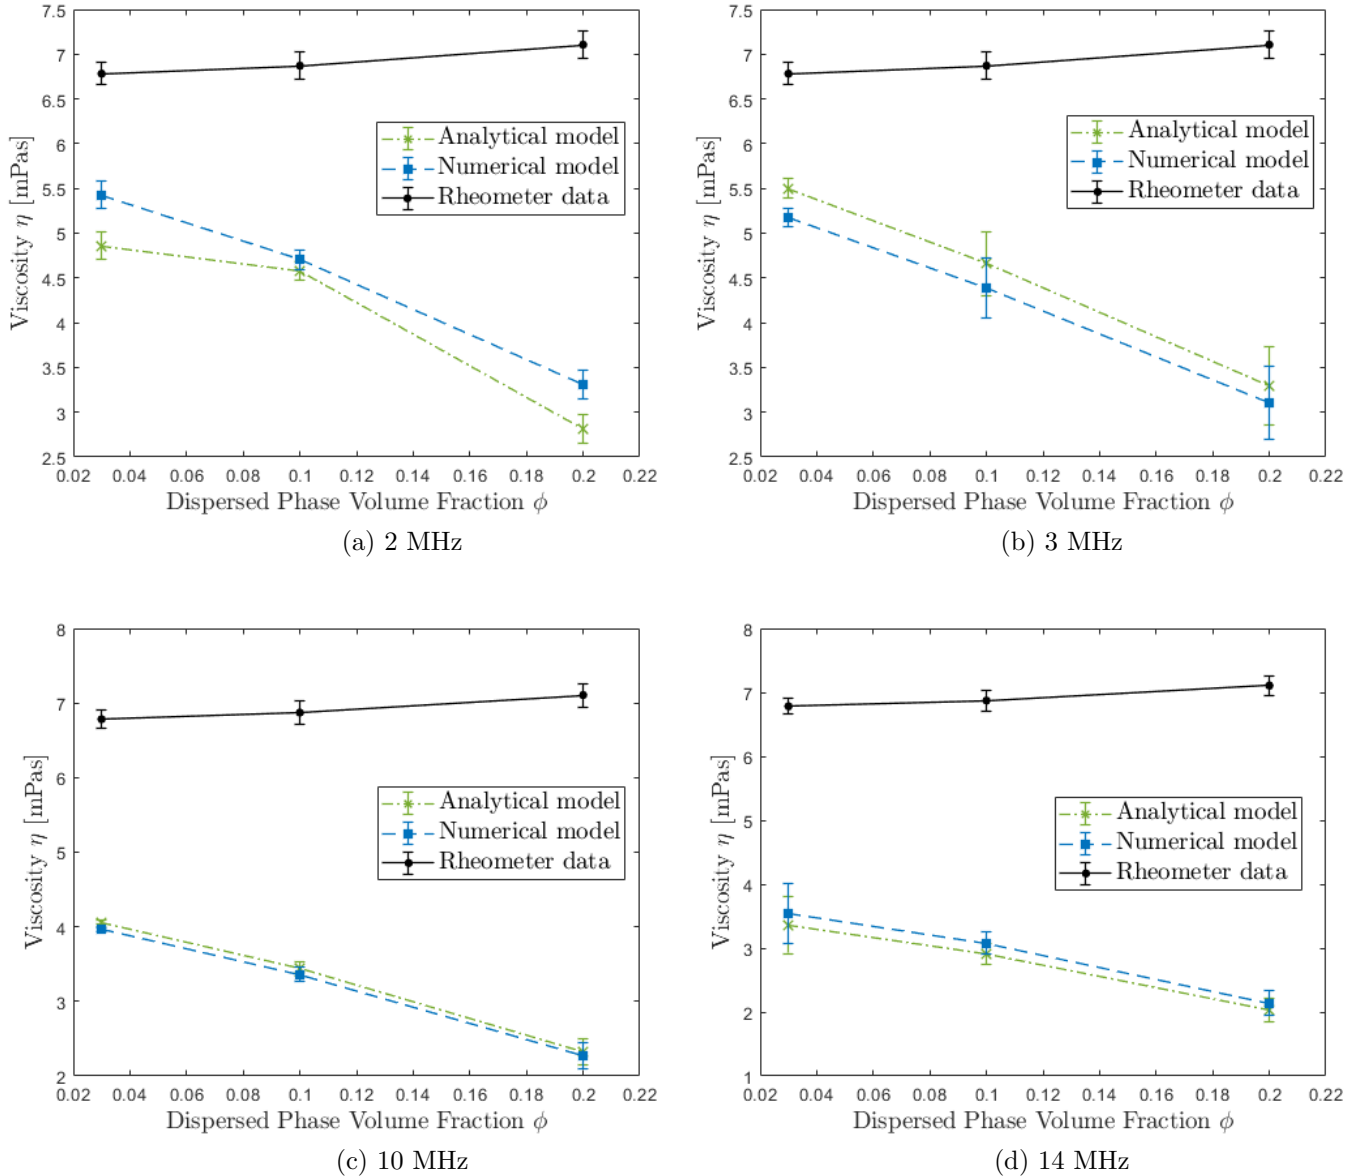 7.5
7
6.5
6
5.5
5
4.5
4
3.5
3
2.5
Viscosity η [mPas]
Analytical model
Numerical model
Rheometer data
0.02 0.04 0.06 0.08 0.1 0.12 0.14 0.16 0.18 0.2 0.22
Dispersed Phase Volume Fraction ϕ
(a) 2 MHz
7.5
7
6.5
6
5.5
5
4.5
4
3.5
3
2.5
Viscosity η [mPas]
Analytical model
Numerical model
Rheometer data
0.02 0.04 0.06 0.08 0.1 0.12 0.14 0.16 0.18 0.2 0.22
Dispersed Phase Volume Fraction ϕ
(b) 3 MHz
8
7
6
5
4
3
2
Viscosity η [mPas]
Analytical model
Numerical model
Rheometer data
0.02 0.04 0.06 0.08 0.1 0.12 0.14 0.16 0.18 0.2 0.22
Dispersed Phase Volume Fraction ϕ
(c) 10 MHz
8
7
6
5
4
3
2
1
Viscosity η [mPas]
Analytical model
Numerical model
Rheometer data
0.02 0.04 0.06 0.08 0.1 0.12 0.14 0.16 0.18 0.2 0.22
Dispersed Phase Volume Fraction ϕ
(d) 14 MHz